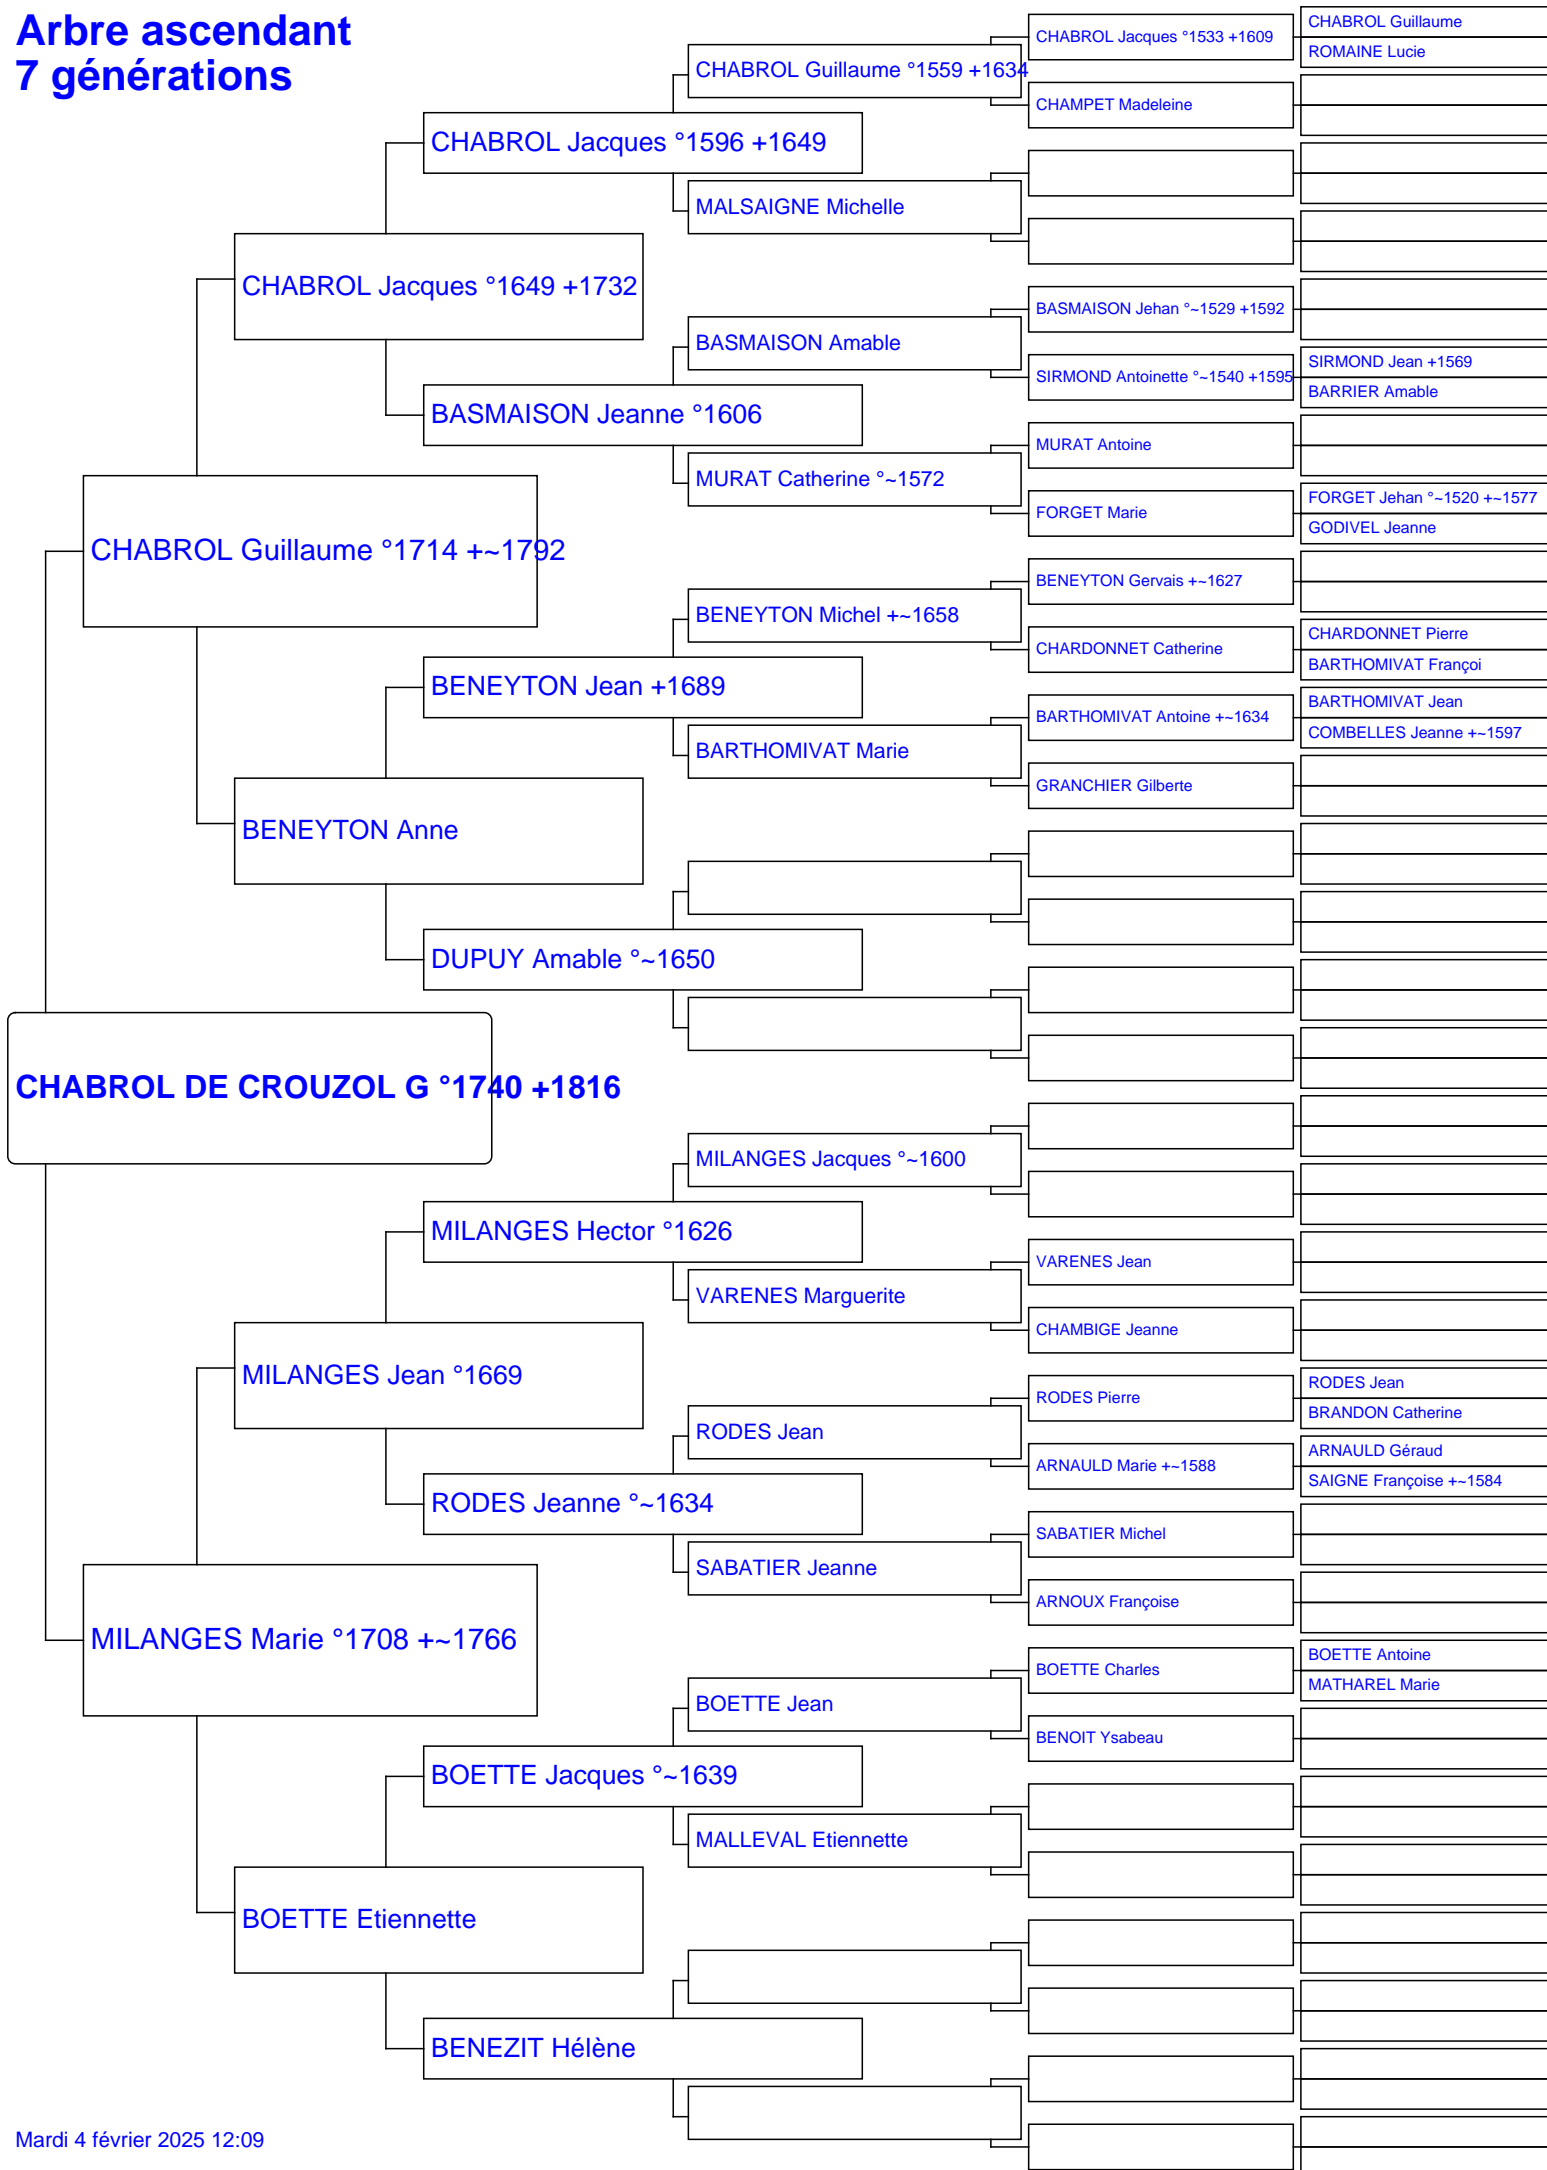 Arbre ascendant
7 générations
CHABROL DE CROUZOL G °1740 +1816
CHABROL Guillaume °1714 +~1792
MILANGES Marie °1708 +~1766
CHABROL Jacques °1649 +1732
BENEYTON Anne
MILANGES Jean °1669
BOETTE Etiennette
CHABROL Jacques °1596 +1649
BASMAISON Jeanne °1606
BENEYTON Jean +1689
DUPUY Amable °~1650
MILANGES Hector °1626
RODES Jeanne °~1634
BOETTE Jacques °~1639
BENEZIT Hélène
CHABROL Guillaume °1559 +1634
MALSAIGNE Michelle
BASMAISON Amable
MURAT Catherine °~1572
BENEYTON Michel +~1658
BARTHOMIVAT Marie
MILANGES Jacques °~1600
VARENES Marguerite
RODES Jean
SABATIER Jeanne
BOETTE Jean
MALLEVAL Etiennette
CHABROL Jacques °1533 +1609
CHAMPET Madeleine
BASMAISON Jehan °~1529 +1592
SIRMOND Antoinette °~1540 +1595
MURAT Antoine
FORGET Marie
BENEYTON Gervais +~1627
CHARDONNET Catherine
BARTHOMIVAT Antoine +~1634
GRANCHIER Gilberte
VARENES Jean
CHAMBIGE Jeanne
RODES Pierre
ARNAULD Marie +~1588
SABATIER Michel
ARNOUX Françoise
BOETTE Charles
BENOIT Ysabeau
CHABROL Guillaume
ROMAINE Lucie
SIRMOND Jean +1569
BARRIER Amable
FORGET Jehan °~1520 +~1577
GODIVEL Jeanne
CHARDONNET Pierre
BARTHOMIVAT Françoi
BARTHOMIVAT Jean
COMBELLES Jeanne +~1597
RODES Jean
BRANDON Catherine
ARNAULD Géraud
SAIGNE Françoise +~1584
BOETTE Antoine
MATHAREL Marie
Mardi 4 février 2025 12:09